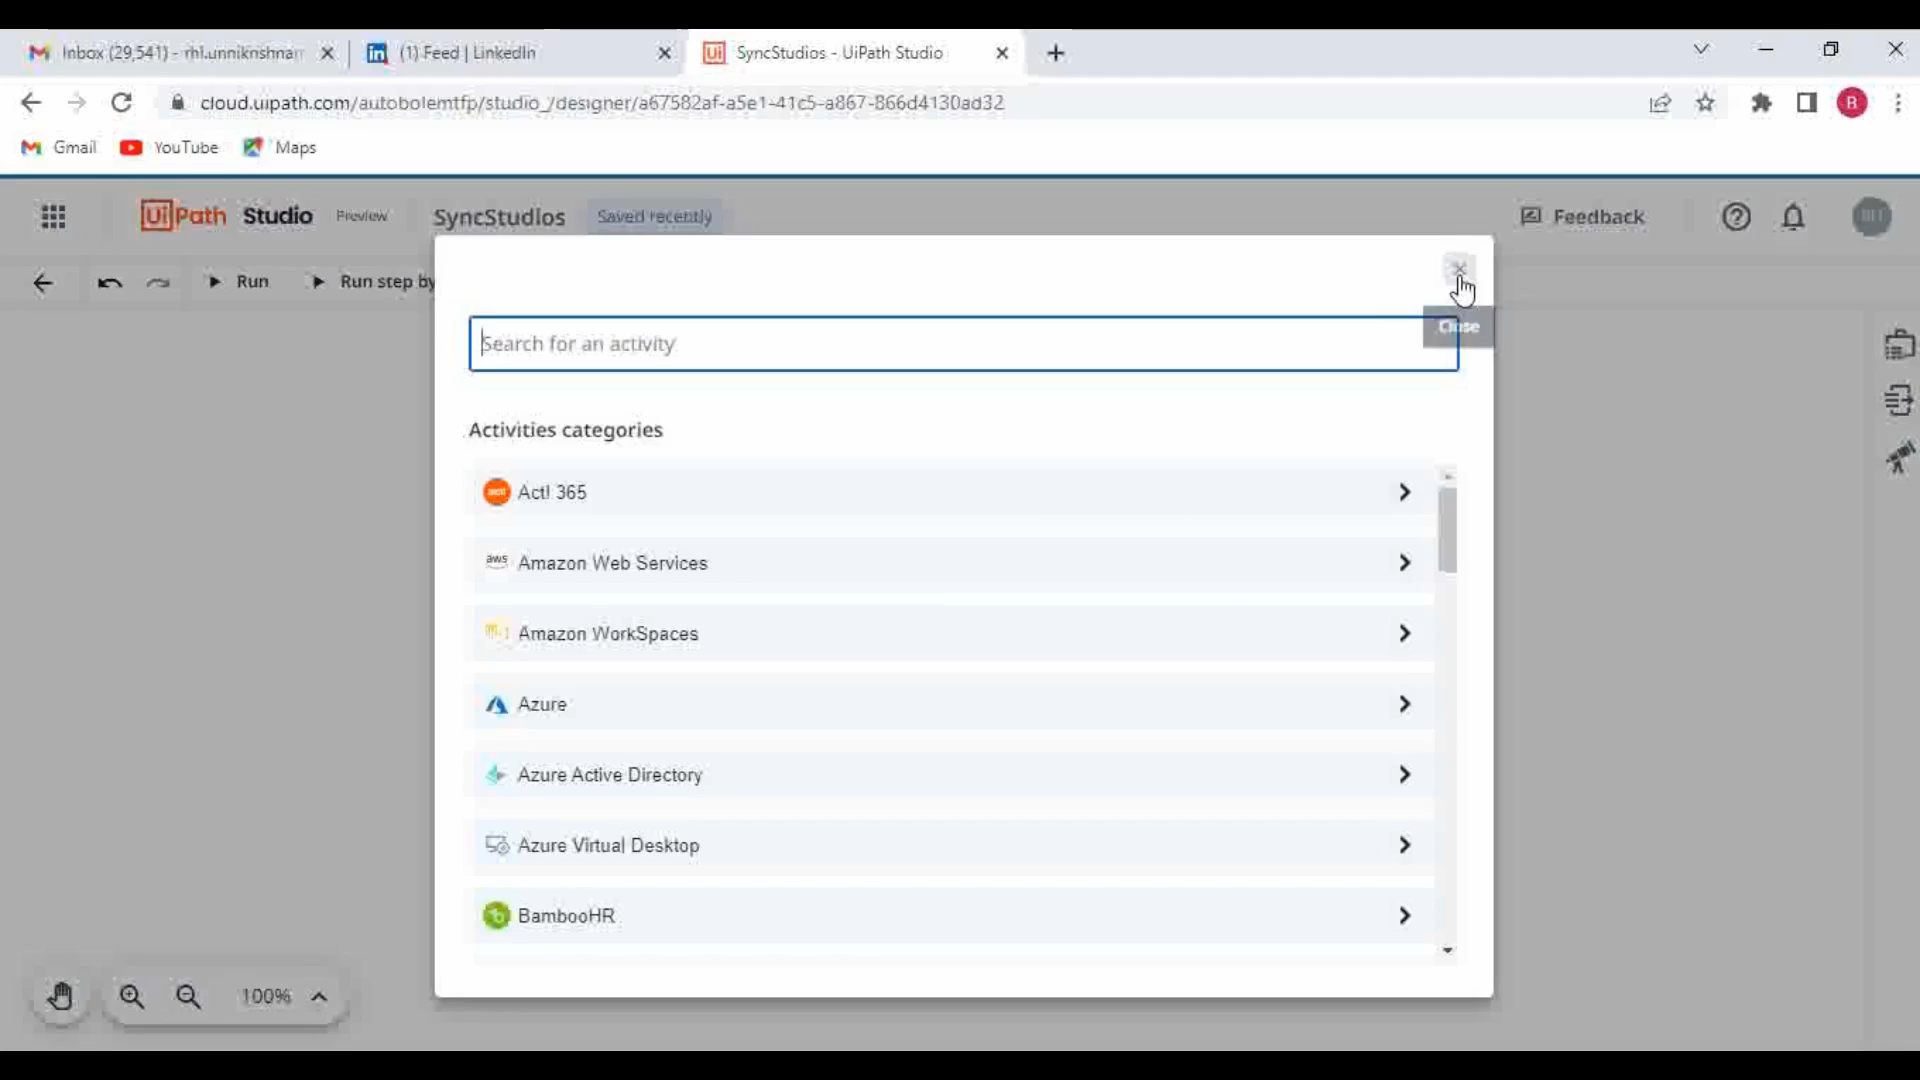 Inbox (29,541) - rhl.unnikrishnan
(1) Feed | LinkedIn
SyncStudios - UiPath Studio
cloud.uipath.com/autobolemtfp/studio_/designer/a67582af-a5e1-41c5-a867-866d4130ad32
R
Gmail
YouTube
Maps
UiPath Studio Preview
SyncStudios
Saved recently
Feedback
Run
Run step by
Close
Search for an activity
Activities categories
Act! 365
aws Amazon Web Services
Amazon WorkSpaces
Azure
Azure Active Directory
Azure Virtual Desktop
BambooHR
100%